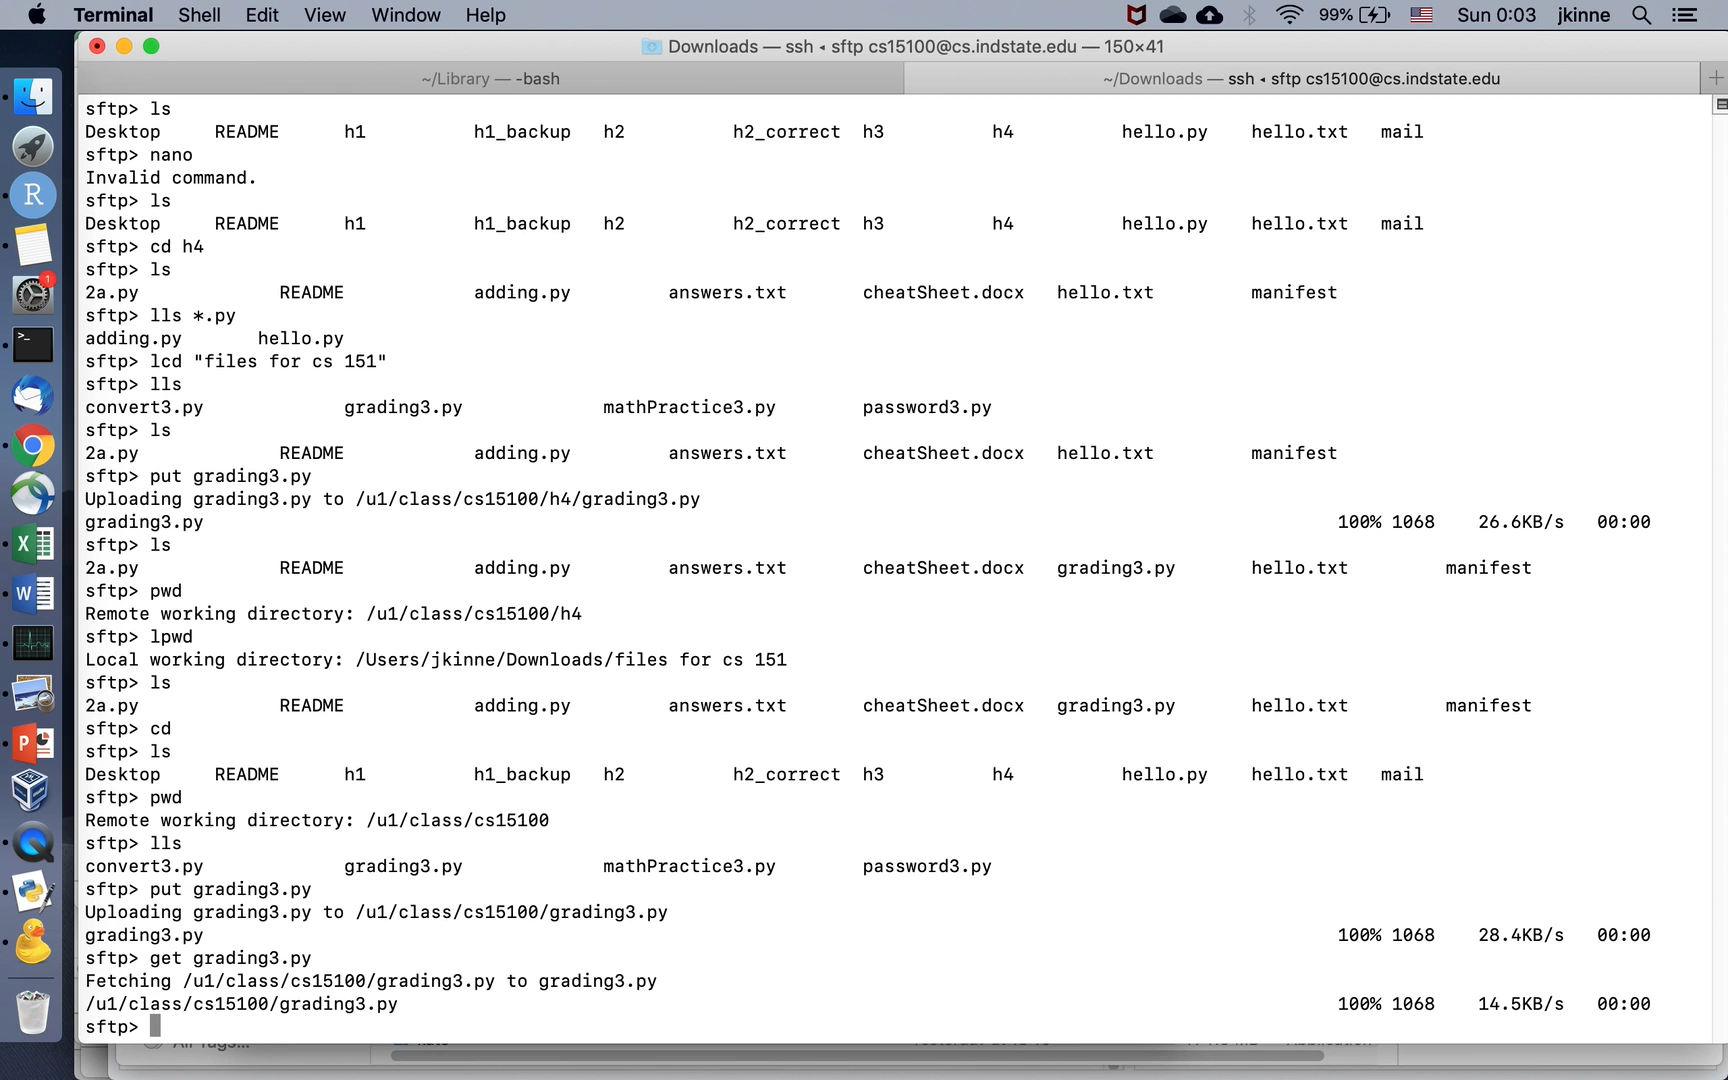 Terminal Shell Edit View Window Help 99% Sun 0:03 jkinne
Downloads — ssh ◂ sftp cs15100@cs.indstate.edu — 150×41
~/Library — -bash ~/Downloads — ssh ◂ sftp cs15100@cs.indstate.edu
sftp> ls
Desktop README h1 h1_backup h2 h2_correct h3 h4 hello.py hello.txt mail
sftp> nano
Invalid command.
sftp> ls
Desktop README h1 h1_backup h2 h2_correct h3 h4 hello.py hello.txt mail
sftp> cd h4
sftp> ls
2a.py README adding.py answers.txt cheatSheet.docx hello.txt manifest
sftp> lls *.py
adding.py hello.py
sftp> lcd "files for cs 151"
sftp> lls
convert3.py grading3.py mathPractice3.py password3.py
sftp> ls
2a.py README adding.py answers.txt cheatSheet.docx hello.txt manifest
sftp> put grading3.py
Uploading grading3.py to /u1/class/cs15100/h4/grading3.py
grading3.py 100% 1068 26.6KB/s 00:00
sftp> ls
2a.py README adding.py answers.txt cheatSheet.docx grading3.py hello.txt manifest
sftp> pwd
Remote working directory: /u1/class/cs15100/h4
sftp> lpwd
Local working directory: /Users/jkinne/Downloads/files for cs 151
sftp> ls
2a.py README adding.py answers.txt cheatSheet.docx grading3.py hello.txt manifest
sftp> cd
sftp> ls
Desktop README h1 h1_backup h2 h2_correct h3 h4 hello.py hello.txt mail
sftp> pwd
Remote working directory: /u1/class/cs15100
sftp> lls
convert3.py grading3.py mathPractice3.py password3.py
sftp> put grading3.py
Uploading grading3.py to /u1/class/cs15100/grading3.py
grading3.py 100% 1068 28.4KB/s 00:00
sftp> get grading3.py
Fetching /u1/class/cs15100/grading3.py to grading3.py
/u1/class/cs15100/grading3.py 100% 1068 14.5KB/s 00:00
sftp>
All Tags...